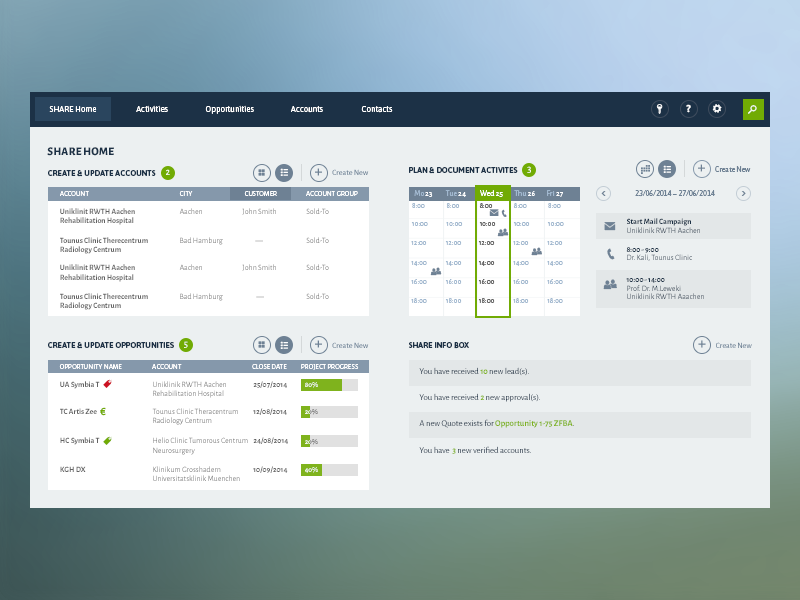 SHARE Home Activities Opportunities Accounts Contacts ?
SHARE HOME
CREATE & UPDATE ACCOUNTS 2 Create New
ACCOUNT CITY CUSTOMER ACCOUNT GROUP
Uniklinil RWTH Aachen Aachen John Smith Sold-To
Rehabilitation Hospital
Tounus Clinic Therecentrum Bad Hamburg — Sold-To
Radiology Centrum
Uniklinil RWTH Aachen Aachen John Smith Sold-To
Rehabilitation Hospital
Tounus Clinic Therecentrum Bad Hamburg — Sold-To
Radiology Centrum
PLAN & DOCUMENT ACTIVITES 3 Create New
Mo 23 Tue 24 Wed 25 Thu 26 Fri 27
8:00 8:00 8:00 8:00 8:00
10:00 10:00 10:00 10:00 10:00
12:00 12:00 12:00 12:00 12:00
14:00 14:00 14:00 14:00 14:00
16:00 16:00 16:00 16:00 16:00
18:00 18:00 18:00 18:00 18:00
23/06/2014 – 27/06/2014
Start Mail Campaign
Uniklinil RWTH Aachen
8:00 - 9:00
Dr. Kali, Tounus Clinic
10:00 - 14:00
Prof. Dr. M.Leweki
Uniklinil RWTH Aaachen
CREATE & UPDATE OPPORTUNITIES 5 Create New
OPPORTUNITY NAME ACCOUNT CLOSE DATE PROJECT PROGRESS
UA Symbia T Uniklinik RWTH Aachen 25/07/2014 80%
Rehabilitation Hospital
TC Artis Zee € Tounus Clinic Theracentrum 12/08/2014 20%
Radiology Centrum
HC Symbia T Helio Clinic Tumorous Centrum 24/08/2014 20%
Neurosurgery
KGH DX Klinikum Grosshadern 10/09/2014 40%
Universitatsklinik Muenchen
SHARE INFO BOX Create New
You have received 10 new lead(s).
You have received 2 new approval(s).
A new Quote exists for Opportunity 1-75 ZFBA.
You have 3 new verified accounts.